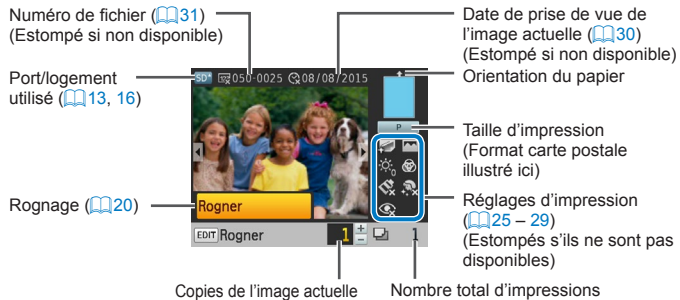 Numéro de fichier (31)
(Estompé si non disponible)
Date de prise de vue de
l'image actuelle (30)
(Estompé si non disponible)
Port/logement
utilisé (13, 16)
Orientation du papier
SD 050-0025 08/08/2015
P
Taille d'impression
(Format carte postale
illustré ici)
Rognage (20)
Rogner
Réglages d'impression
(25 – 29)
(Estompés s'ils ne sont pas
disponibles)
EDIT Rogner 1 + − 1
Copies de l'image actuelle
Nombre total d'impressions